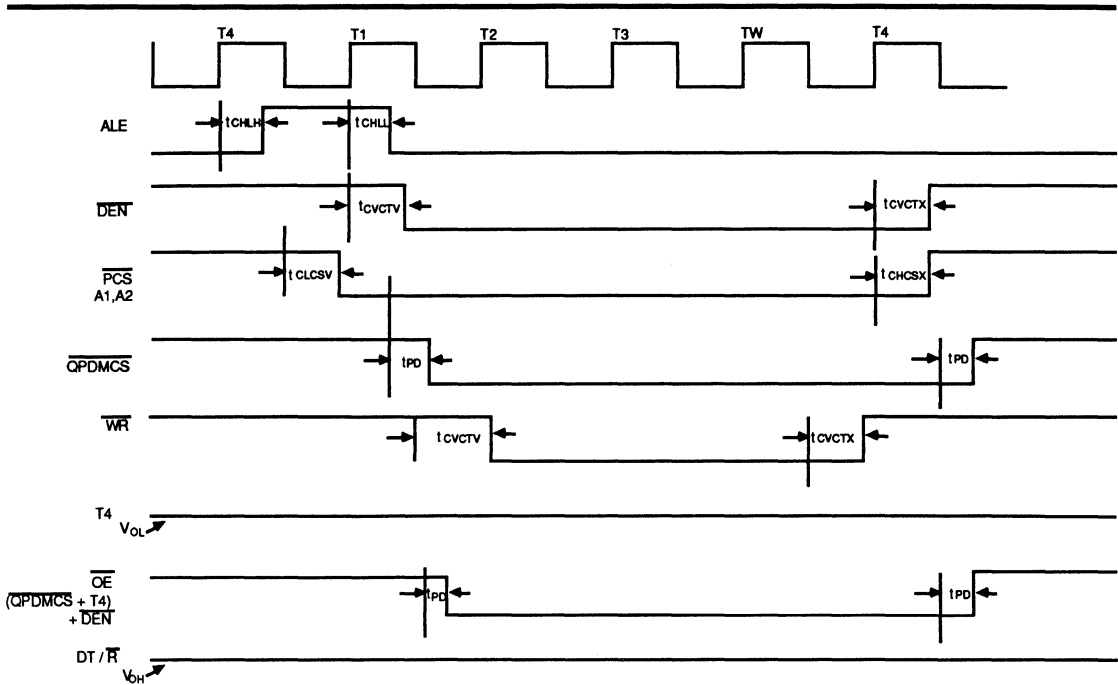 T4 T1 T2 T3 TW T4
ALE tCHLH tCHLL
DEN tCVCTV tCVCTX
PCS tCLCSV tCHCSX
A1,A2
QPDMCS tPD tPD
WR tCVCTV tCVCTX
T4
VOL
OE
(QPDMCS + T4) tPD tPD
+ DEN
DT / R
VOH